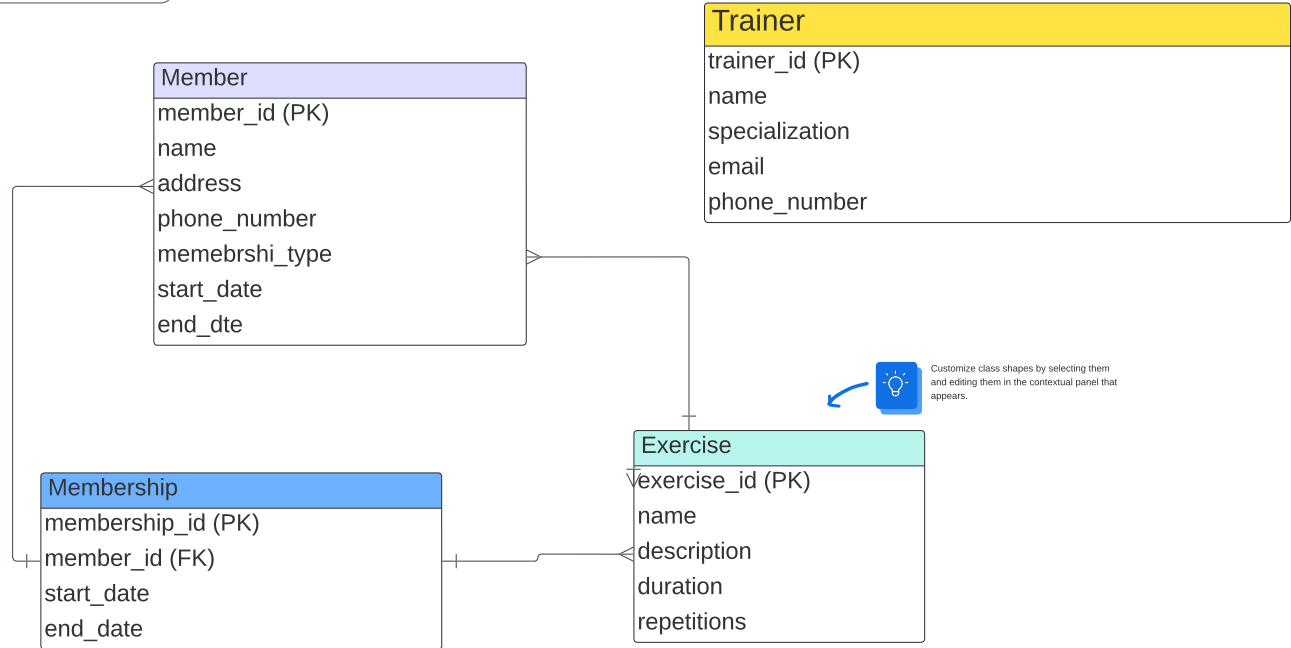 Trainer
trainer_id (PK)
name
specialization
email
phone_number
Member
member_id (PK)
name
address
phone_number
memebrshi_type
start_date
end_dte
Customize class shapes by selecting them
and editing them in the contextual panel that
appears.
Exercise
exercise_id (PK)
name
description
duration
repetitions
Membership
membership_id (PK)
member_id (FK)
start_date
end_date